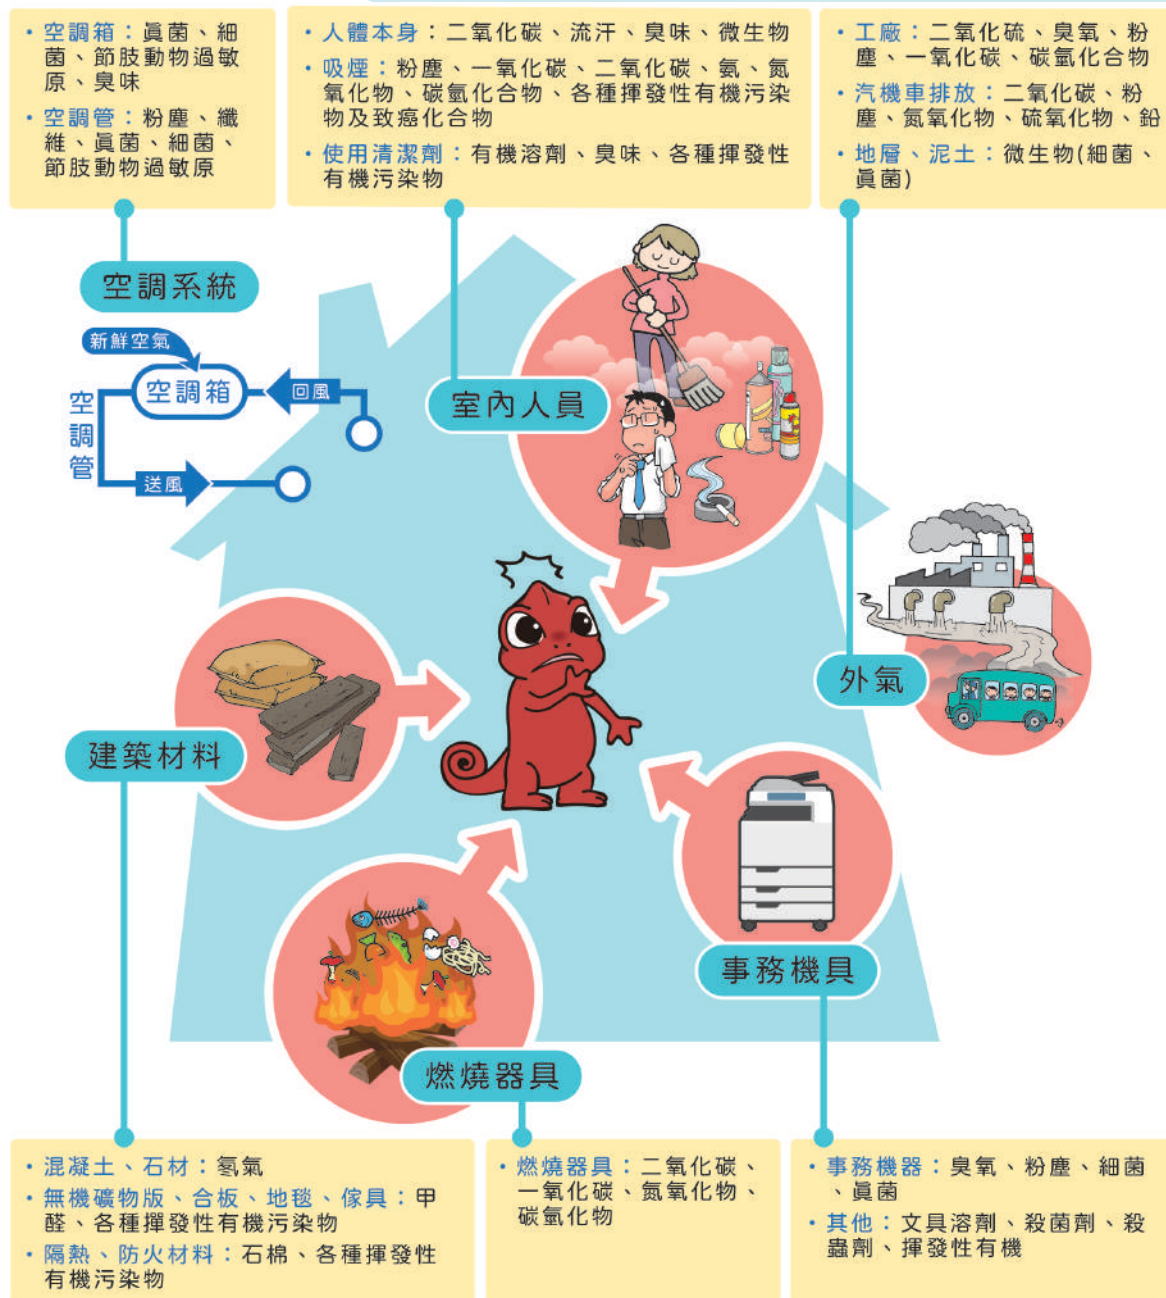 ・空調箱：真菌、細
菌、節肢動物過敏
原、臭味
・空調管：粉塵、纖
維、真菌、細菌、
節肢動物過敏原
・人體本身：二氧化碳、流汗、臭味、微生物
・吸煙：粉塵、一氧化碳、二氧化碳、氨、氮
氧化物、碳氫化合物、各種揮發性有機污染
物及致癌化合物
・使用清潔劑：有機溶劑、臭味、各種揮發性
有機污染物
・工廠：二氧化硫、臭氧、粉
塵、一氧化碳、碳氫化合物
・汽機車排放：二氧化碳、粉
塵、氮氧化物、硫氧化物、鉛
・地層、泥土：微生物(細菌、
真菌)
空調系統
新鮮空氣
空調箱
回風
空調管
送風
室內人員
外氣
建築材料
事務機具
燃燒器具
・混凝土、石材：氡氣
・無機礦物版、合板、地毯、傢具：甲
醛、各種揮發性有機污染物
・隔熱、防火材料：石棉、各種揮發性
有機污染物
・燃燒器具：二氧化碳、
一氧化碳、氮氧化物、
碳氫化物
・事務機器：臭氧、粉塵、細菌
、真菌
・其他：文具溶劑、殺菌劑、殺
蟲劑、揮發性有機